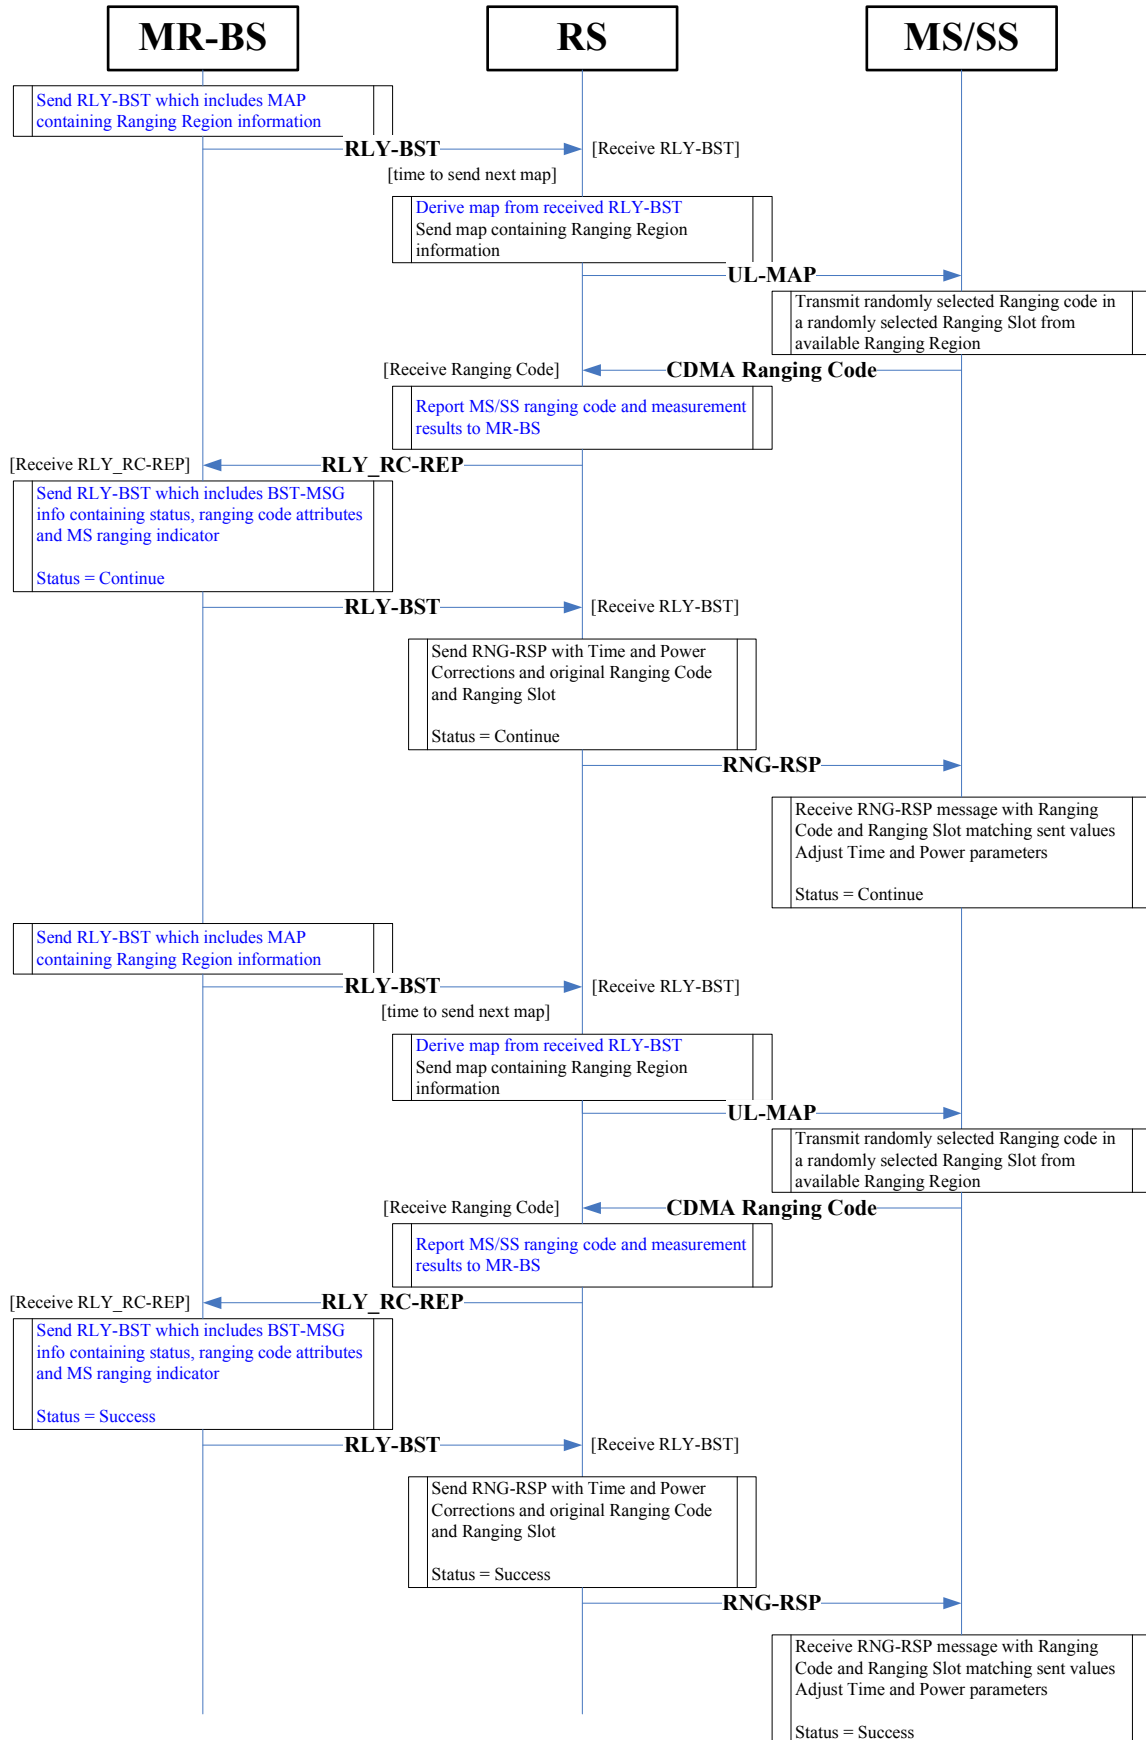 MR-BS
RS
MS/SS
Send RLY-BST which includes MAP
containing Ranging Region information
RLY-BST
[Receive RLY-BST]
[time to send next map]
Derive map from received RLY-BST
Send map containing Ranging Region
information
UL-MAP
Transmit randomly selected Ranging code in
a randomly selected Ranging Slot from
available Ranging Region
[Receive Ranging Code]
CDMA Ranging Code
Report MS/SS ranging code and measurement
results to MR-BS
[Receive RLY_RC-REP]
RLY_RC-REP
Send RLY-BST which includes BST-MSG
info containing status, ranging code attributes
and MS ranging indicator
Status = Continue
RLY-BST
[Receive RLY-BST]
Send RNG-RSP with Time and Power
Corrections and original Ranging Code
and Ranging Slot
Status = Continue
RNG-RSP
Receive RNG-RSP message with Ranging
Code and Ranging Slot matching sent values
Adjust Time and Power parameters
Status = Continue
Send RLY-BST which includes MAP
containing Ranging Region information
RLY-BST
[Receive RLY-BST]
[time to send next map]
Derive map from received RLY-BST
Send map containing Ranging Region
information
UL-MAP
Transmit randomly selected Ranging code in
a randomly selected Ranging Slot from
available Ranging Region
[Receive Ranging Code]
CDMA Ranging Code
Report MS/SS ranging code and measurement
results to MR-BS
[Receive RLY_RC-REP]
RLY_RC-REP
Send RLY-BST which includes BST-MSG
info containing status, ranging code attributes
and MS ranging indicator
Status = Success
RLY-BST
[Receive RLY-BST]
Send RNG-RSP with Time and Power
Corrections and original Ranging Code
and Ranging Slot
Status = Success
RNG-RSP
Receive RNG-RSP message with Ranging
Code and Ranging Slot matching sent values
Adjust Time and Power parameters
Status = Success